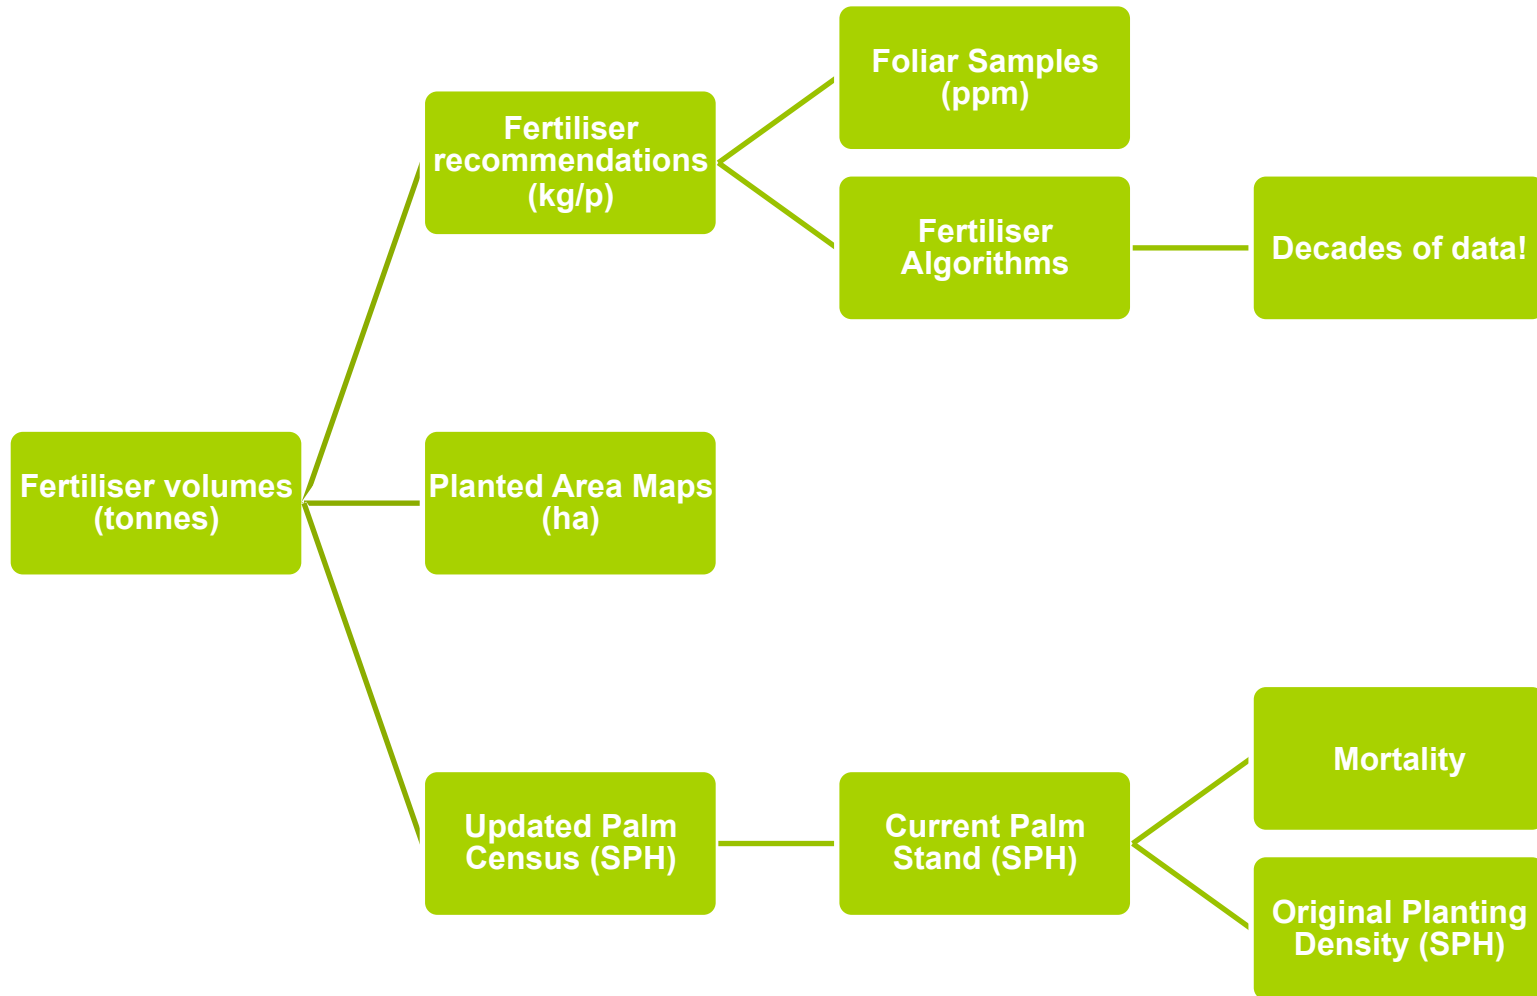 Foliar Samples
(ppm)
Fertiliser
recommendations
(kg/p)
Fertiliser
Algorithms
Decades of data!
Fertiliser volumes
(tonnes)
Planted Area Maps
(ha)
Mortality
Updated Palm
Census (SPH)
Current Palm
Stand (SPH)
Original Planting
Density (SPH)